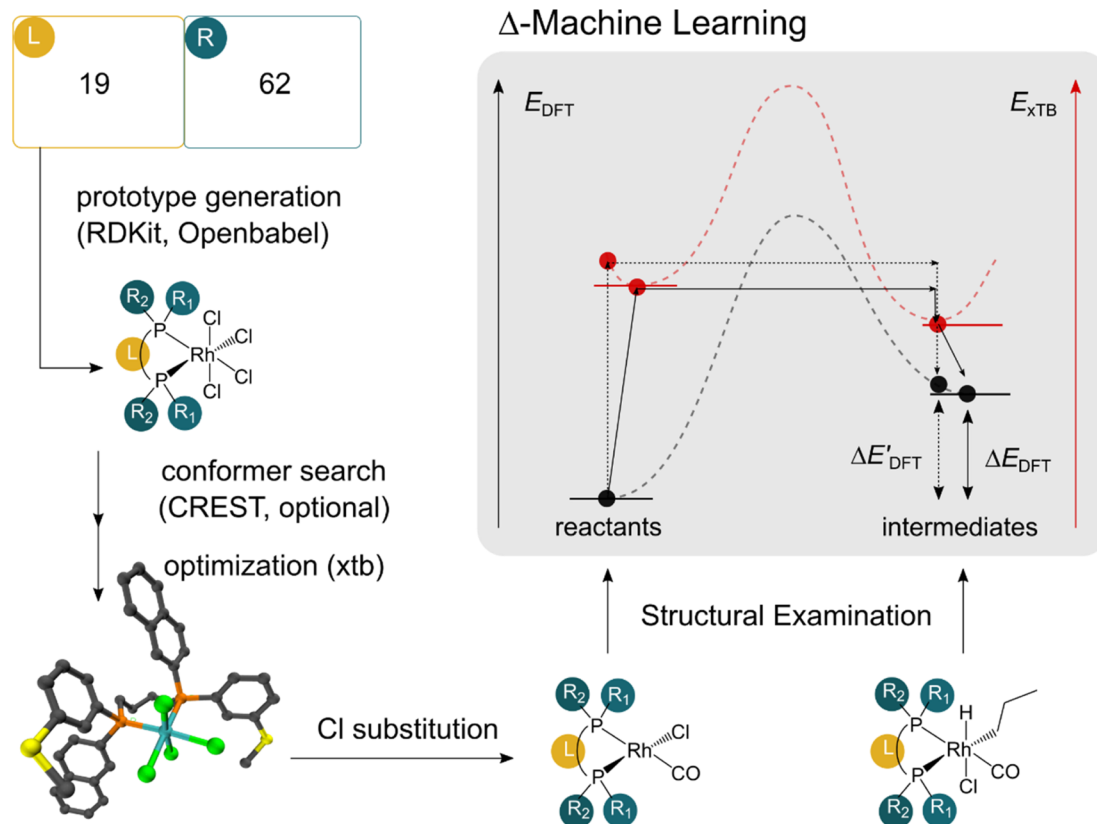 Δ-Machine Learning
L
19
R
62
prototype generation
(RDKit, Openbabel)
R2 R1
P
Cl
Cl
L
Rh
Cl
P
Cl
R2 R1
conformer search
(CREST, optional)
optimization (xtb)
Cl substitution
EDFT
ExTB
ΔE'DFT
ΔEDFT
reactants
intermediates
Structural Examination
R2 R1
P
Cl
L
Rh
P
CO
R2 R1
R2 R1
P
H
L
Rh
CO
P
Cl
R2 R1